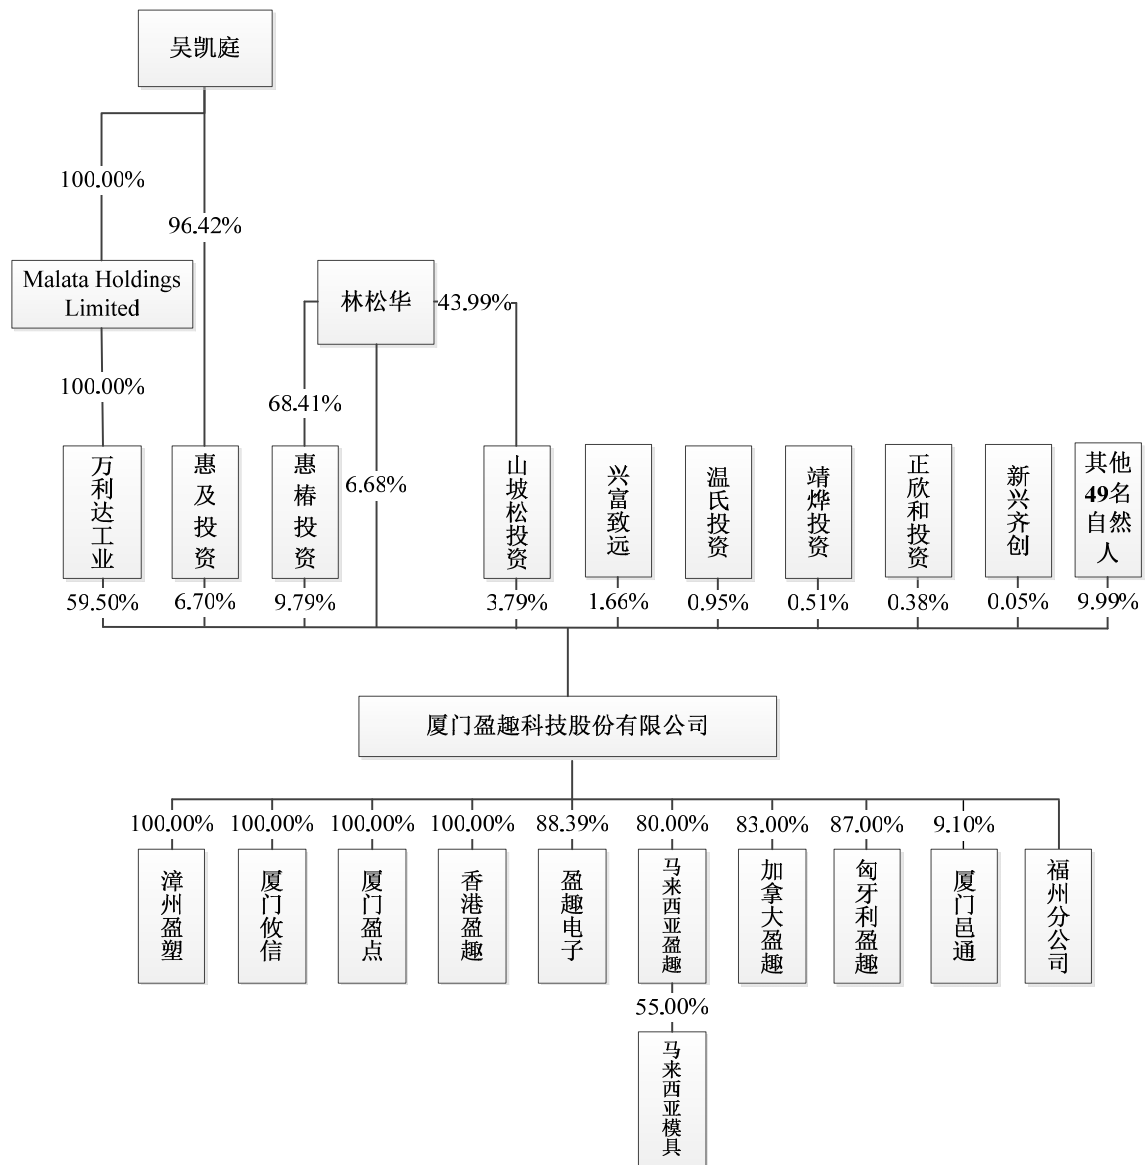 吴凯庭
100.00%
96.42%
Malata Holdings
Limited
林松华
43.99%
100.00%
68.41%
6.68%
万利达工业
惠及投资
惠椿投资
山坡松投资
兴富致远
温氏投资
靖烨投资
正欣和投资
新兴齐创
其他
49名
自然
人
59.50%
6.70%
9.79%
3.79%
1.66%
0.95%
0.51%
0.38%
0.05%
9.99%
厦门盈趣科技股份有限公司
100.00%
100.00%
100.00%
100.00%
88.39%
80.00%
83.00%
87.00%
9.10%
漳州盈塑
厦门攸信
厦门盈点
香港盈趣
盈趣电子
马来西亚盈趣
加拿大盈趣
匈牙利盈趣
厦门邑通
福州分公司
55.00%
马来西亚模具